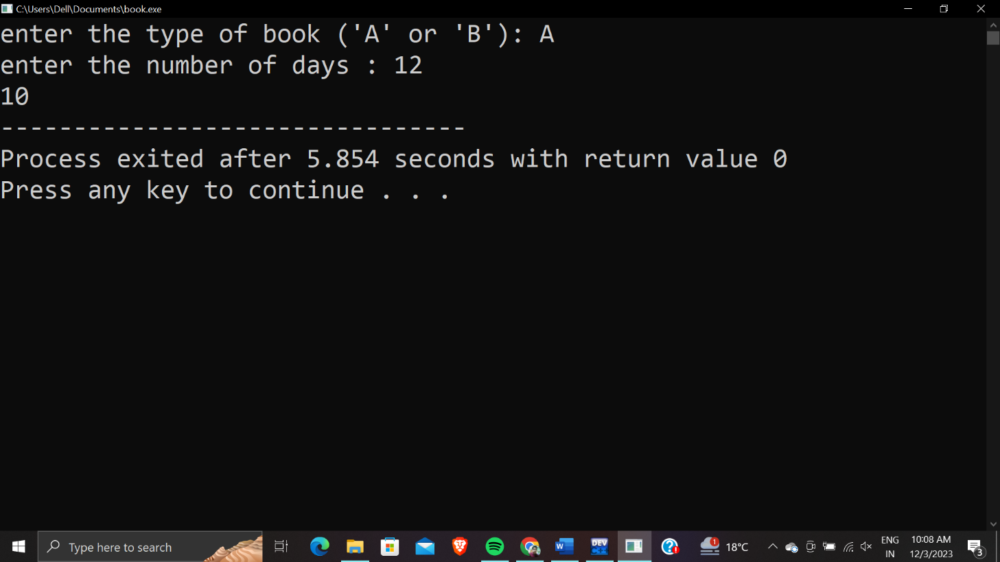 C:\Users\Dell\Documents\book.exe
enter the type of book ('A' or 'B'): A
enter the number of days : 12
10
--------------------------------
Process exited after 5.854 seconds with return value 0
Press any key to continue . . .
Type here to search
W
DEV
C++
1
18°C
ENG
IN
10:08 AM
12/3/2023
3